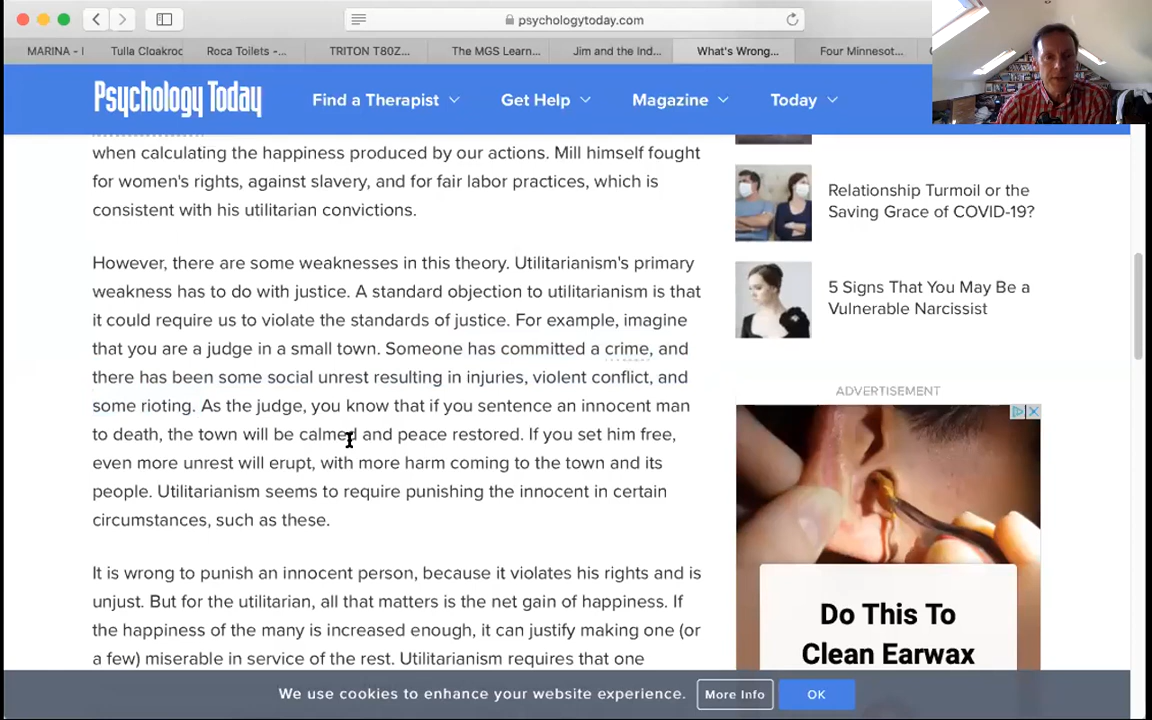 psychologytoday.com
MARINA - I
Tulla Cloakroc
Roca Toilets -...
TRITON T80Z...
The MGS Learn...
Jim and the Ind...
What's Wrong...
Four Minnesot...
Psychology Today
Find a Therapist
Get Help
Magazine
Today
when calculating the happiness produced by our actions. Mill himself fought
for women's rights, against slavery, and for fair labor practices, which is
consistent with his utilitarian convictions.
However, there are some weaknesses in this theory. Utilitarianism's primary
weakness has to do with justice. A standard objection to utilitarianism is that
it could require us to violate the standards of justice. For example, imagine
that you are a judge in a small town. Someone has committed a crime, and
there has been some social unrest resulting in injuries, violent conflict, and
some rioting. As the judge, you know that if you sentence an innocent man
to death, the town will be calmed and peace restored. If you set him free,
even more unrest will erupt, with more harm coming to the town and its
people. Utilitarianism seems to require punishing the innocent in certain
circumstances, such as these.
It is wrong to punish an innocent person, because it violates his rights and is
unjust. But for the utilitarian, all that matters is the net gain of happiness. If
the happiness of the many is increased enough, it can justify making one (or
a few) miserable in service of the rest. Utilitarianism requires that one
Relationship Turmoil or the
Saving Grace of COVID-19?
5 Signs That You May Be a
Vulnerable Narcissist
ADVERTISEMENT
Do This To
Clean Earwax
We use cookies to enhance your website experience.
More Info
OK